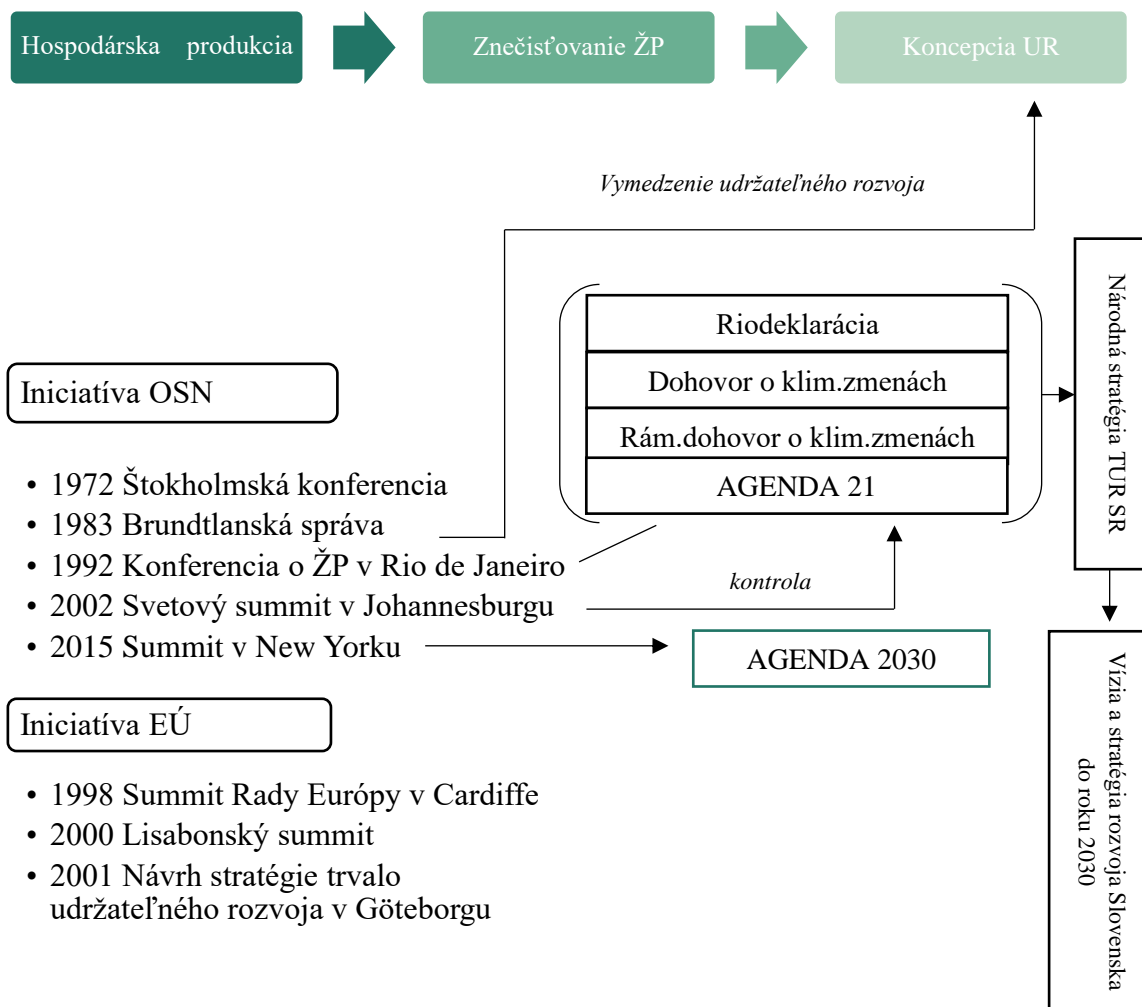 Hospodárska produkcia
Znečisťovanie ŽP
Koncepcia UR
Vymedzenie udržateľného rozvoja
Riodeklarácia
Dohovor o klim.zmenách
Rám.dohovor o klim.zmenách
AGENDA 21
Národná stratégia TUR SR
Iniciatíva OSN
• 1972 Štokholmská konferencia
• 1983 Brundtlanská správa
• 1992 Konferencia o ŽP v Rio de Janeiro
• 2002 Svetový summit v Johannesburgu
• 2015 Summit v New Yorku
kontrola
AGENDA 2030
Vízia a stratégia rozvoja Slovenska
do roku 2030
Iniciatíva EÚ
• 1998 Summit Rady Európy v Cardiffe
• 2000 Lisabonský summit
• 2001 Návrh stratégie trvalo
udržateľného rozvoja v Göteborgu